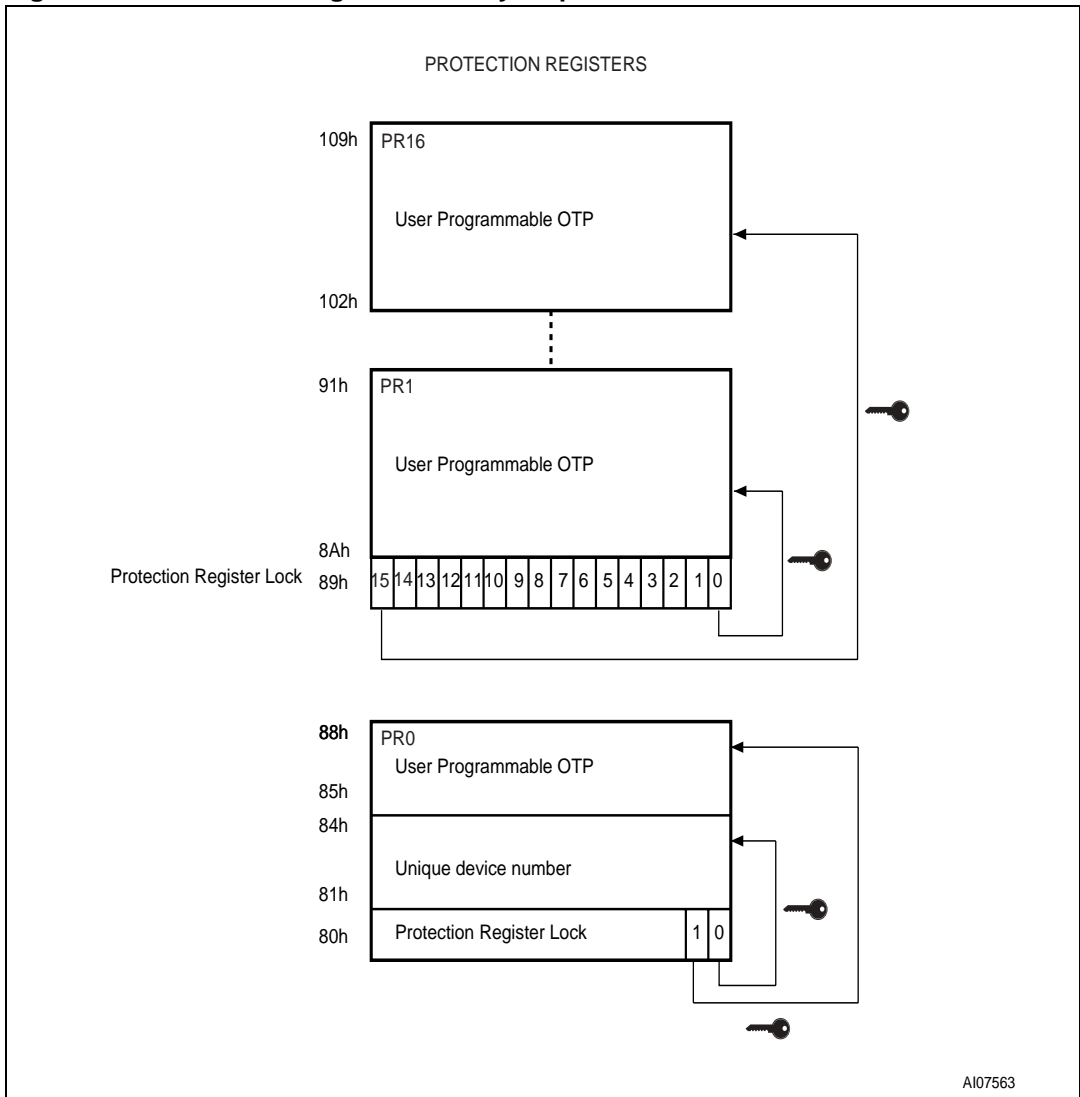 PROTECTION REGISTERS
109h
PR16
User Programmable OTP
102h
91h
PR1
User Programmable OTP
8Ah
Protection Register Lock
89h
15 14 13 12 11 10 9 8 7 6 5 4 3 2 1 0
88h
PR0
User Programmable OTP
85h
84h
Unique device number
81h
80h
Protection Register Lock
1 0
AI07563